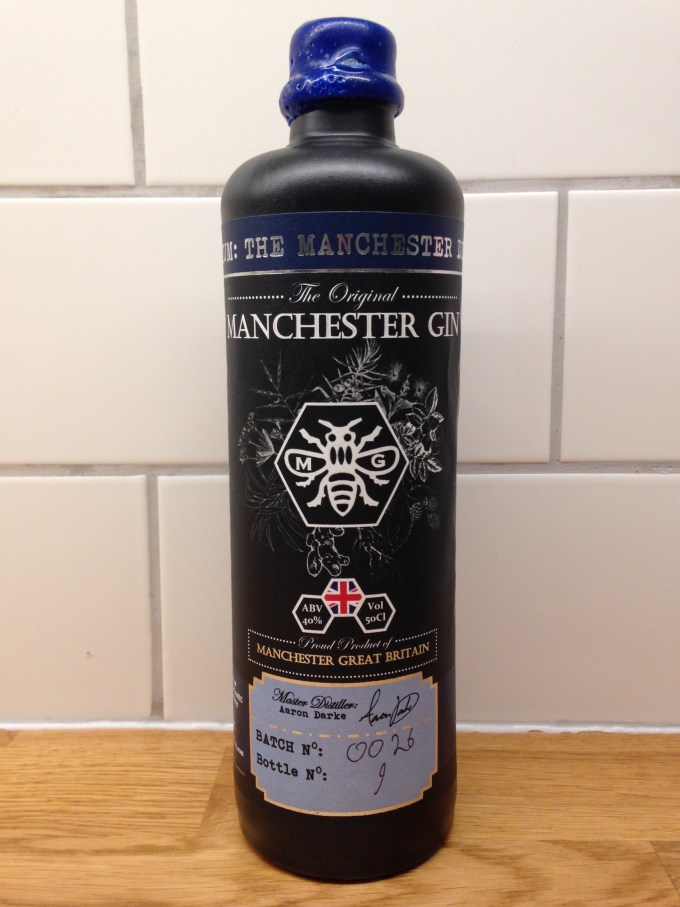 UM: THE MANCHESTER
The Original
MANCHESTER GIN
M G
ABV
40%
Vol
50Cl
Proud Product of
MANCHESTER GREAT BRITAIN
Master Distiller:
Aaron Darke
BATCH Nº: 0026
Bottle Nº: 9